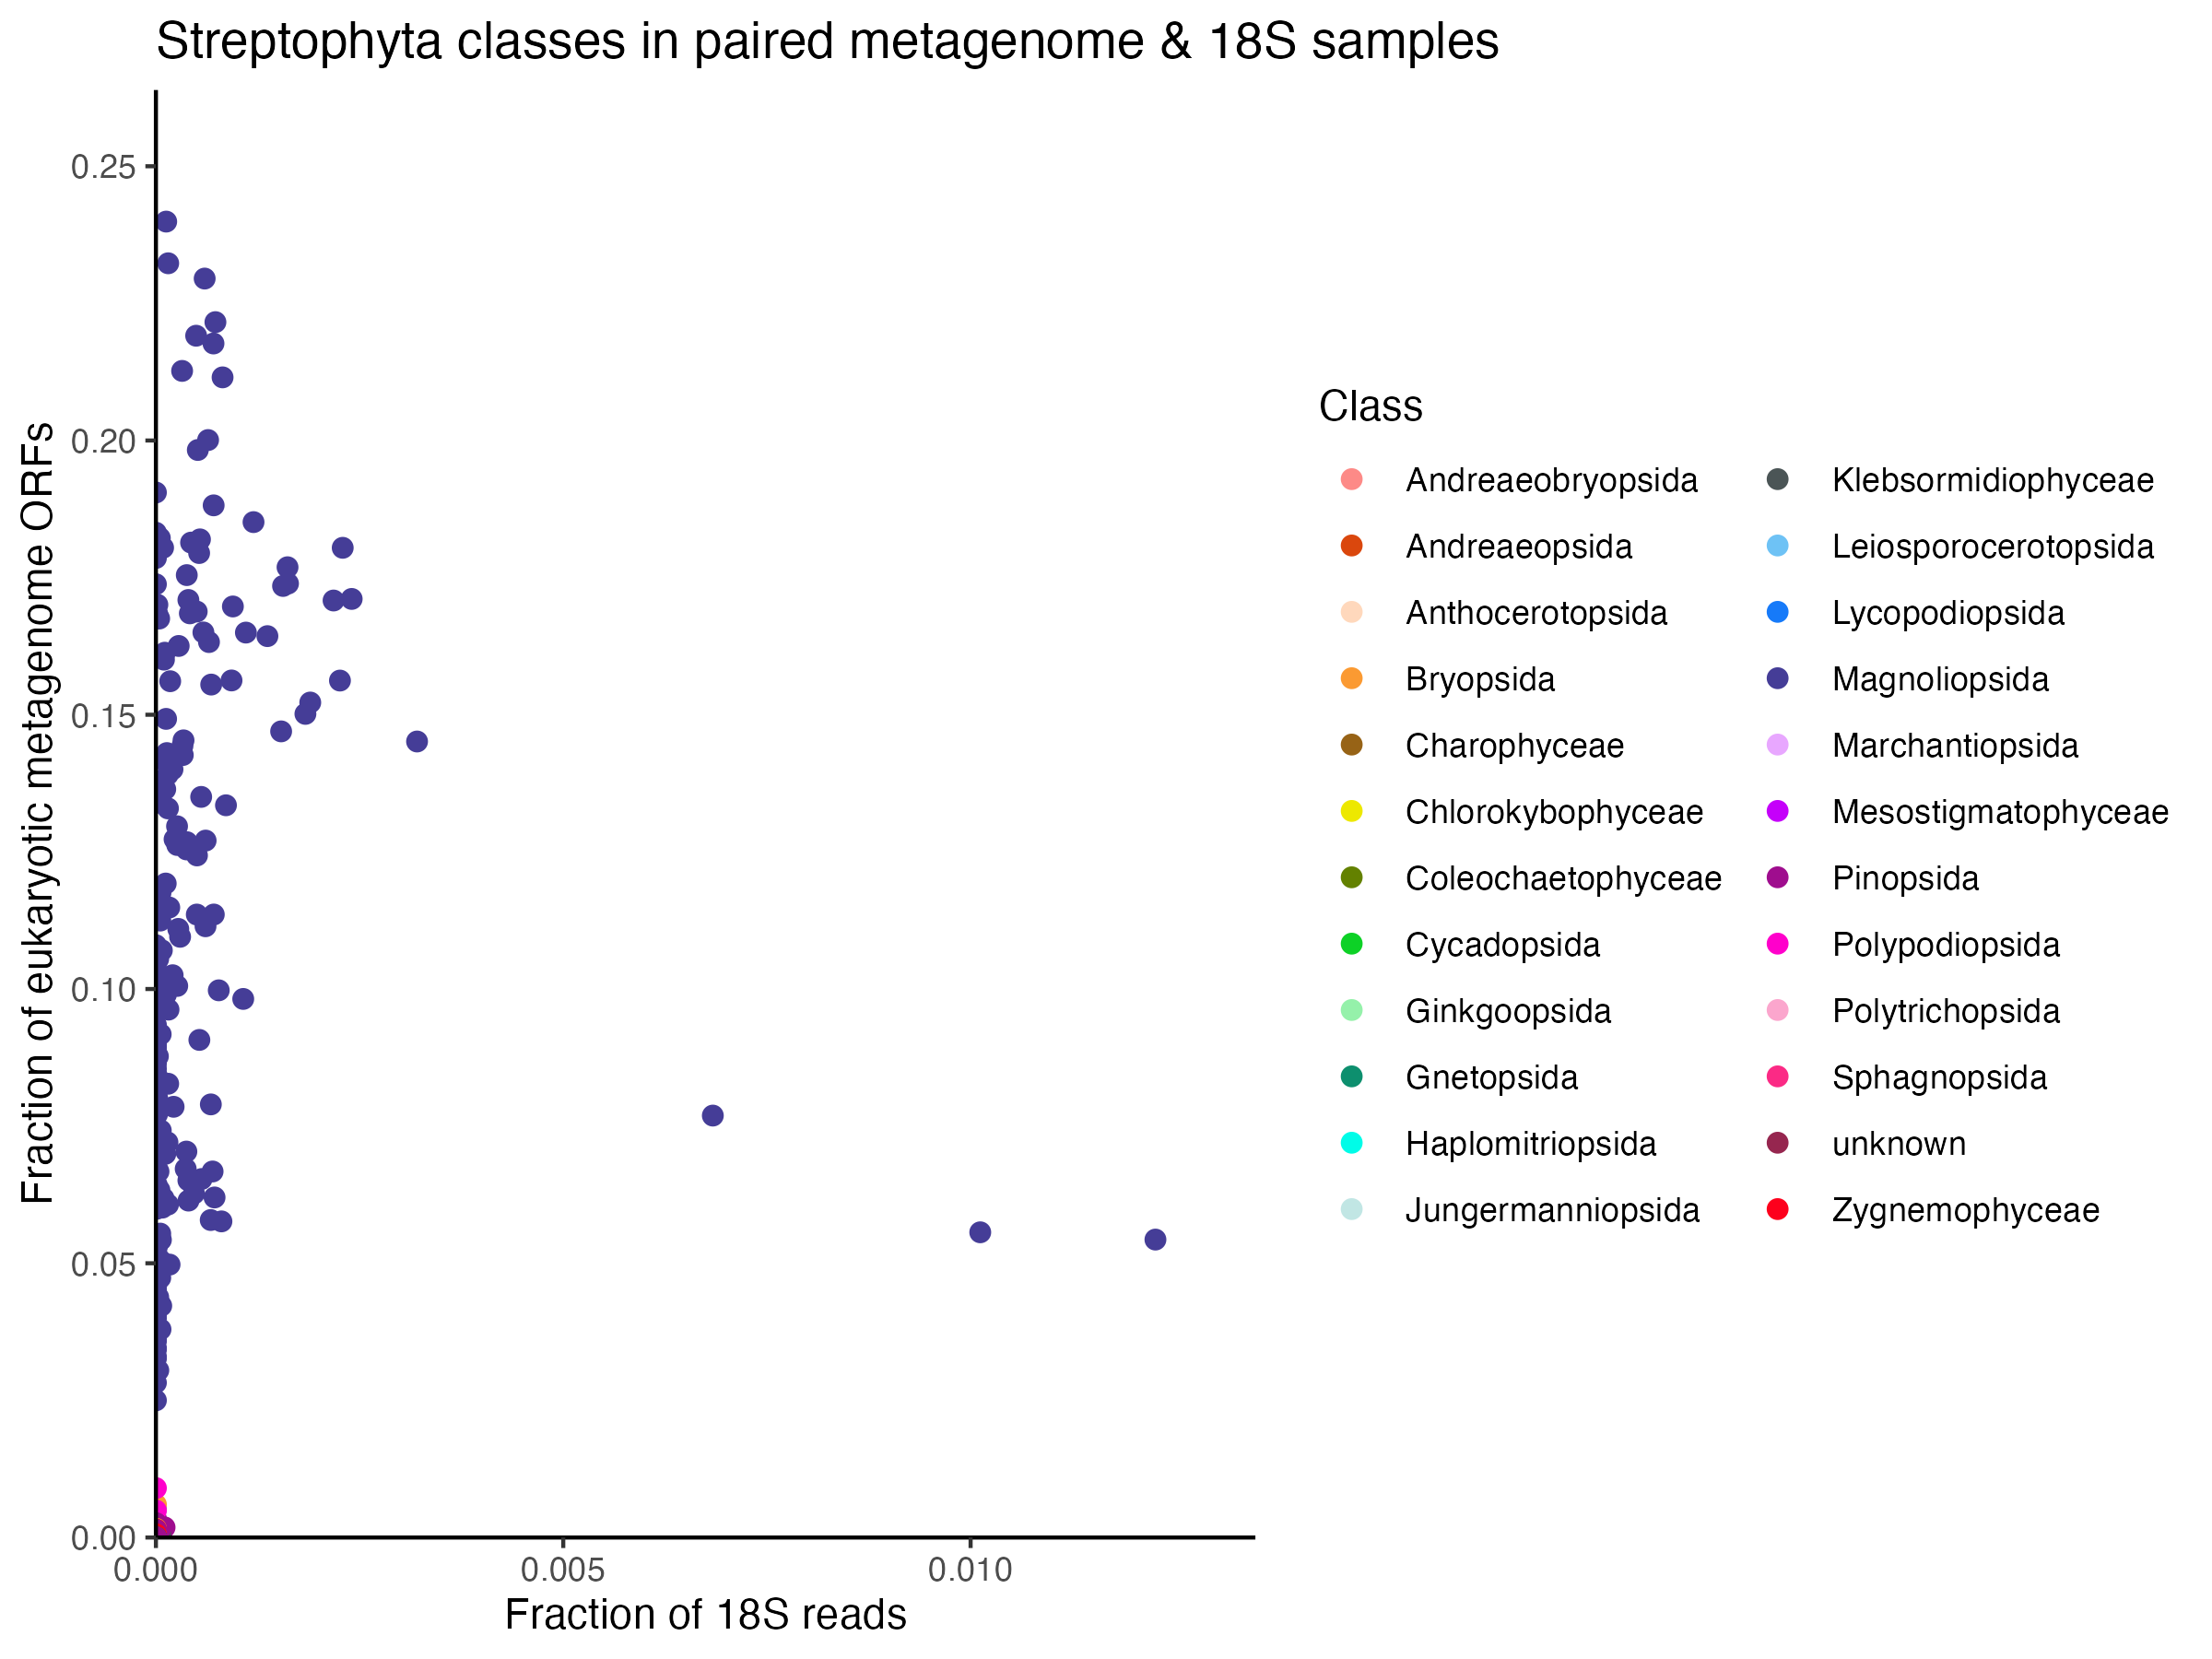 Streptophyta classes in paired metagenome & 18S samples
Fraction of eukaryotic metagenome ORFs
0.25
0.20
0.15
0.10
0.05
0.00
0.000
0.005
0.010
Fraction of 18S reads
Class
Andreaeobryopsida
Andreaeopsida
Anthocerotopsida
Bryopsida
Charophyceae
Chlorokybophyceae
Coleochaetophyceae
Cycadopsida
Ginkgoopsida
Gnetopsida
Haplomitriopsida
Jungermanniopsida
Klebsormidiophyceae
Leiosporocerotopsida
Lycopodiopsida
Magnoliopsida
Marchantiopsida
Mesostigmatophyceae
Pinopsida
Polypodiopsida
Polytrichopsida
Sphagnopsida
unknown
Zygnemophyceae